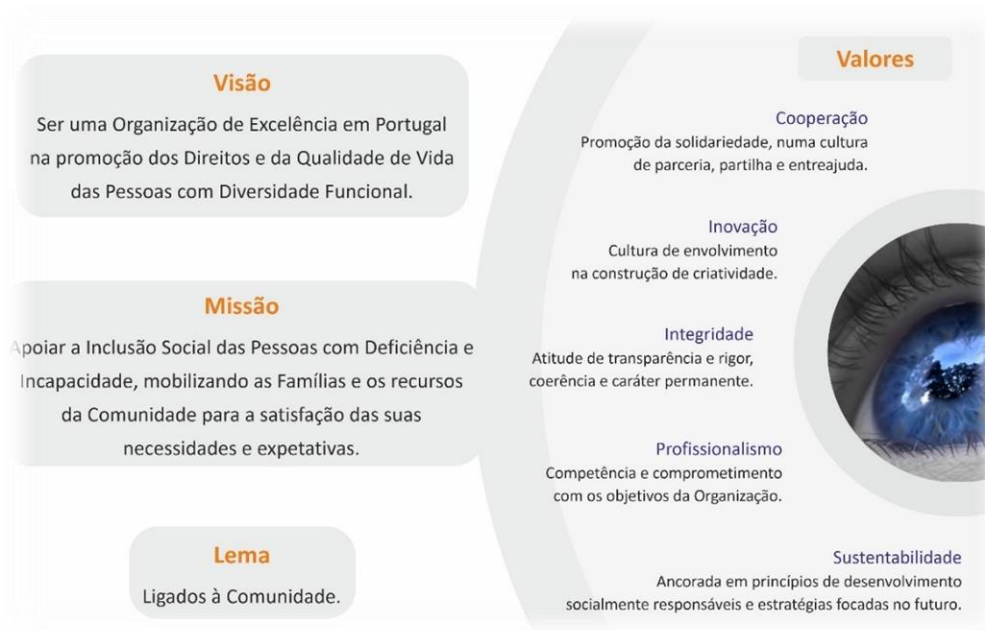 Visão
Ser uma Organização de Excelência em Portugal
na promoção dos Direitos e da Qualidade de Vida
das Pessoas com Diversidade Funcional.
Missão
Apoiar a Inclusão Social das Pessoas com Deficiência e
Incapacidade, mobilizando as Famílias e os recursos
da Comunidade para a satisfação das suas
necessidades e expetativas.
Lema
Ligados à Comunidade.
Valores
Cooperação
Promoção da solidariedade, numa cultura
de parceria, partilha e entreajuda.
Inovação
Cultura de envolvimento
na construção de criatividade.
Integridade
Atitude de transparência e rigor,
coerência e caráter permanente.
Profissionalismo
Competência e comprometimento
com os objetivos da Organização.
Sustentabilidade
Ancorada em princípios de desenvolvimento
socialmente responsáveis e estratégias focadas no futuro.